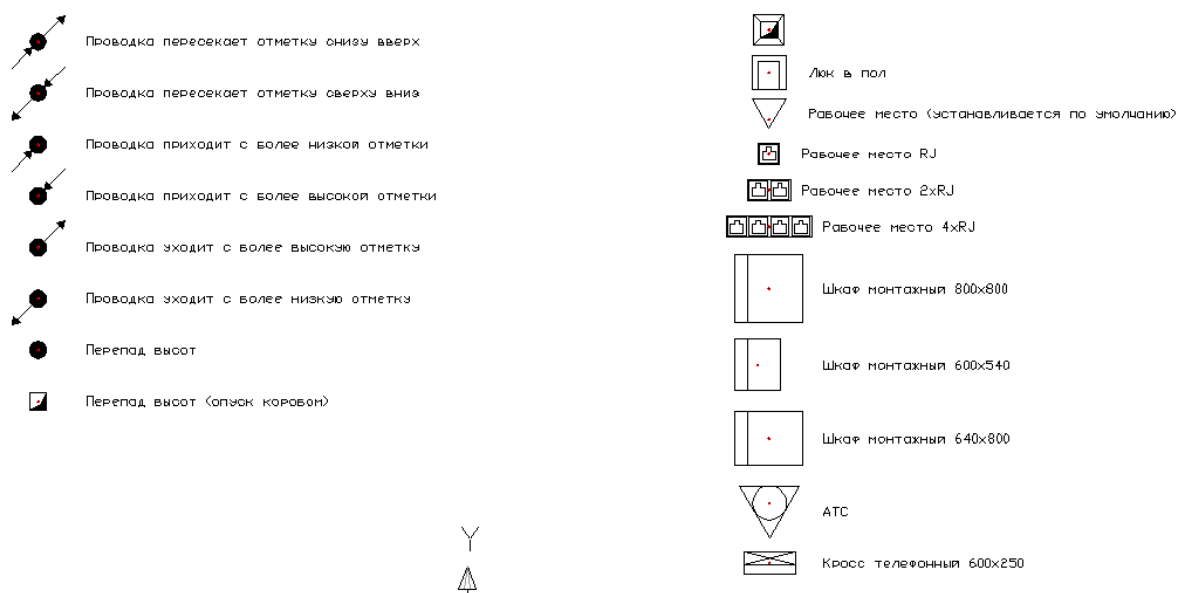 Проводка пересекает отметку снизу вверх
Проводка пересекает отметку сверху вниз
Проводка приходит с более низкой отметки
Проводка приходит с более высокой отметки
Проводка уходит с более высокую отметку
Проводка уходит с более низкую отметку
Перепад высот
Перепад высот (опуск коробом)
Y
Люк в пол
Рабочее место (устанавливается по умолчанию)
Рабочее место RJ
Рабочее место 2xRJ
Рабочее место 4xRJ
Шкаф монтажный 800x800
Шкаф монтажный 600x540
Шкаф монтажный 640x800
АТС
Кросс телефонный 600x250